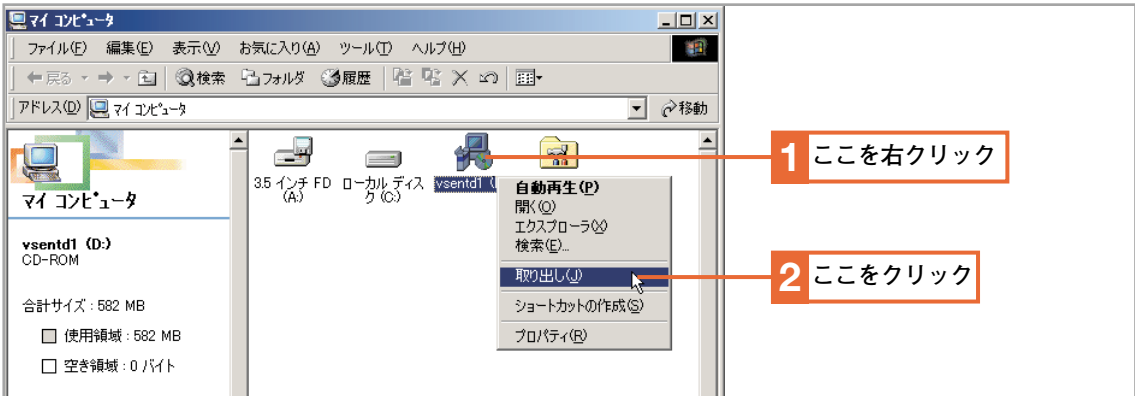 マイ コンピュータ
ファイル(F) 編集(E) 表示(V) お気に入り(A) ツール(T) ヘルプ(H)
戻る 検索 フォルダ 履歴
アドレス(D) マイ コンピュータ 移動
マイ コンピュータ
vsentd1 (D:)
CD-ROM
合計サイズ : 582 MB
使用領域 : 582 MB
空き領域 : 0 バイト
3.5 インチ FD
(A:)
ローカル ディス
ク (C:)
vsentd1 (
自動再生(P)
開く(O)
エクスプローラ(X)
検索(E)...
取り出し(J)
ショートカットの作成(S)
プロパティ(R)
1 ここを右クリック
2 ここをクリック